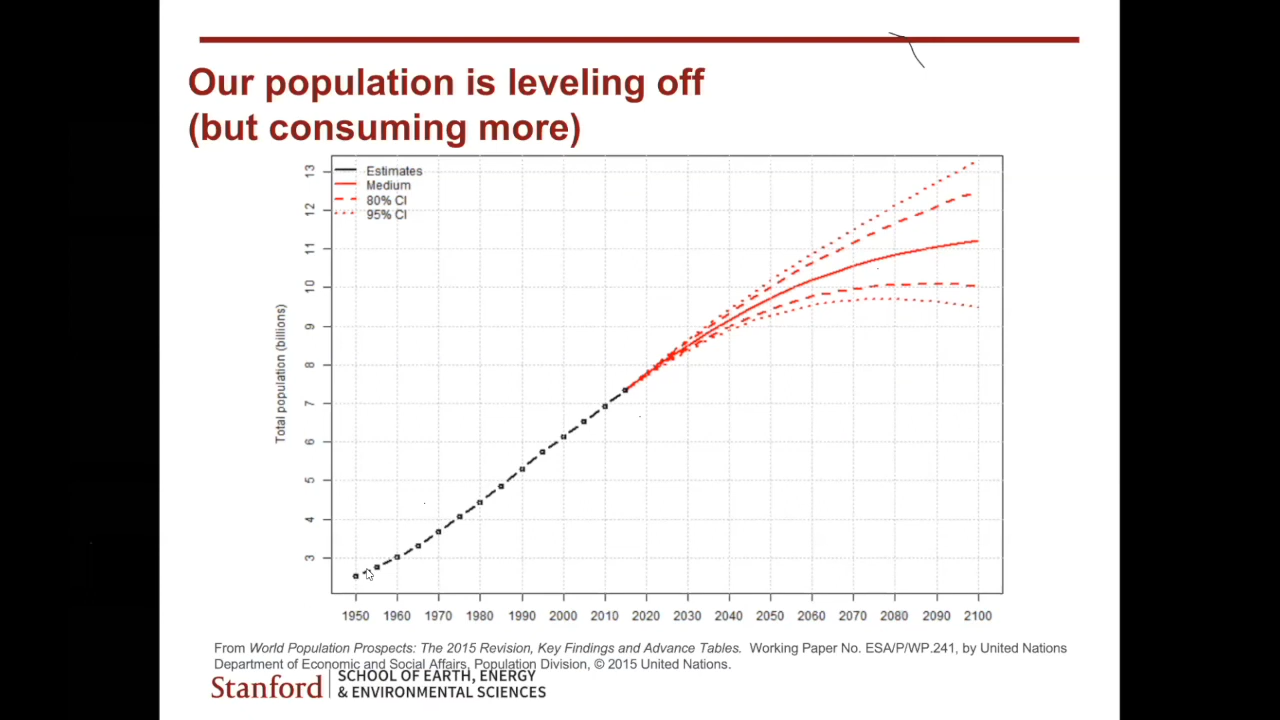 Our population is leveling off
(but consuming more)
Estimates
Medium
80% CI
95% CI
13
12
11
10
9
8
7
6
5
4
3
Total population (billions)
1950 1960 1970 1980 1990 2000 2010 2020 2030 2040 2050 2060 2070 2080 2090 2100
From World Population Prospects: The 2015 Revision, Key Findings and Advance Tables. Working Paper No. ESA/P/WP.241, by United Nations
Department of Economic and Social Affairs, Population Division, © 2015 United Nations.
Stanford
SCHOOL OF EARTH, ENERGY
& ENVIRONMENTAL SCIENCES